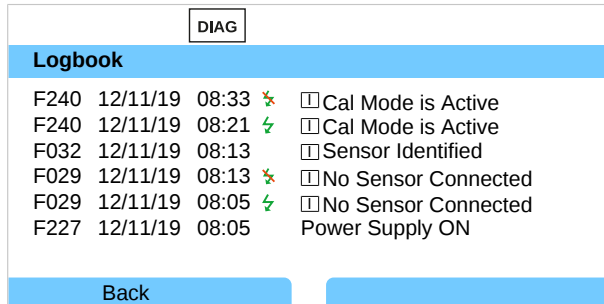 DIAG
Logbook
F240 12/11/19 08:33 I Cal Mode is Active
F240 12/11/19 08:21 I Cal Mode is Active
F032 12/11/19 08:13 I Sensor Identified
F029 12/11/19 08:13 I No Sensor Connected
F029 12/11/19 08:05 I No Sensor Connected
F227 12/11/19 08:05 Power Supply ON
Back